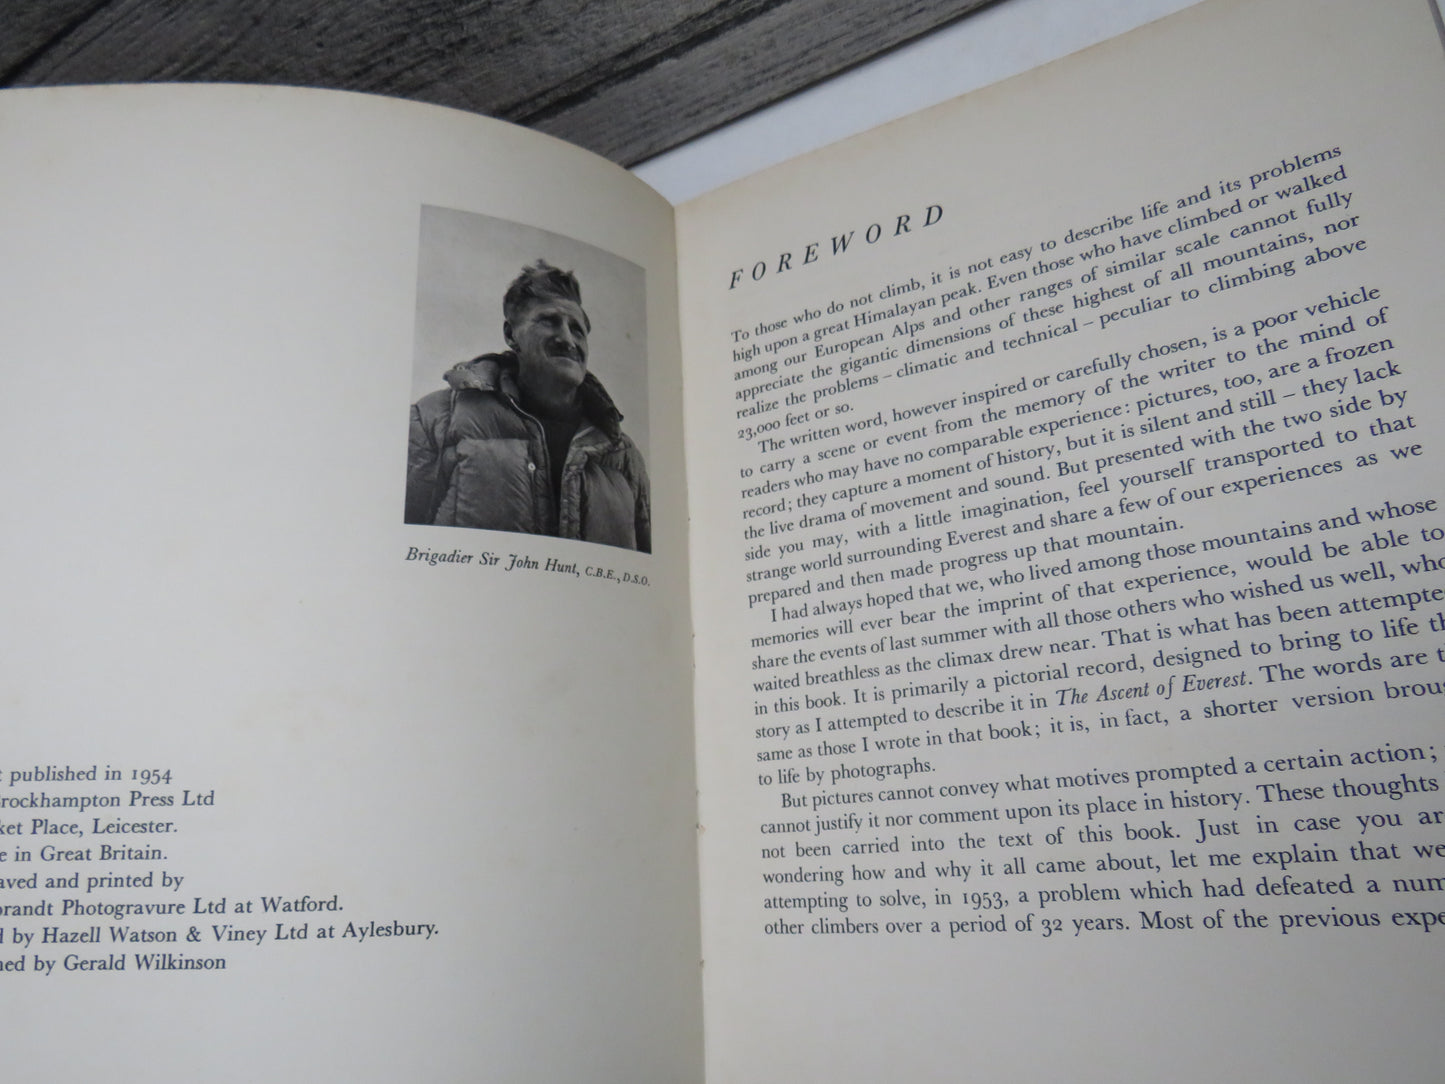 Brigadier Sir John Hunt, C.B.E., D.S.O.
published in 1954
Press Ltd
Place, Leicester.
in Great Britain.
and printed by
Photogravure Ltd at Watford.
by Hazell Watson & Viney Ltd at Aylesbury.
by Gerald Wilkinson
FOREWORD
To those who do not climb, it is not easy to describe life and its problems
high upon a great Himalayan peak. Even those who have climbed or walked
among our European Alps and other ranges of similar scale cannot fully
appreciate the gigantic dimensions of these highest of all mountains, nor
realize the problems – climatic and technical – peculiar to climbing above
23,000 feet or so.
The written word, however inspired or carefully chosen, is a poor vehicle
to carry a scene or event from the memory of the writer to the mind of
readers who may have no comparable experience: pictures, too, are a frozen
record; they capture a moment of history, but it is silent and still – they lack
the live drama of movement and sound. But presented with the two side by
side you may, with a little imagination, feel yourself transported to that
strange world surrounding Everest and share a few of our experiences as we
prepared and then made progress up that mountain.
I had always hoped that we, who lived among those mountains and whose
memories will ever bear the imprint of that experience, would be able to
share the events of last summer with all those others who wished us well, who
waited breathless as the climax drew near. That is what has been attempte
in this book. It is primarily a pictorial record, designed to bring to life th
story as I attempted to describe it in The Ascent of Everest. The words are t
same as those I wrote in that book; it is, in fact, a shorter version brou
to life by photographs.
But pictures cannot convey what motives prompted a certain action;
cannot justify it nor comment upon its place in history. These thoughts
not been carried into the text of this book. Just in case you ar
wondering how and why it all came about, let me explain that we
attempting to solve, in 1953, a problem which had defeated a num
other climbers over a period of 32 years. Most of the previous expe